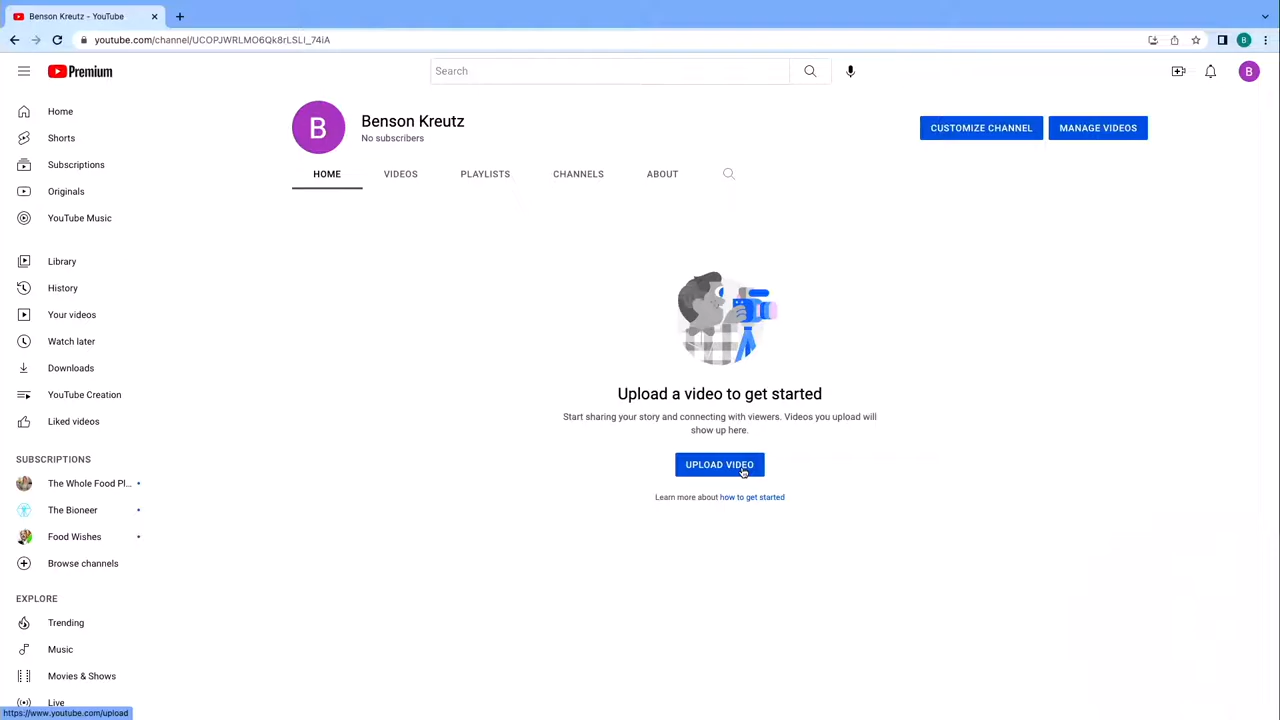 Benson Kreutz - YouTube
youtube.com/channel/UCOPJWRLMO6Qk8rLSLI_74iA
B
Premium
Search
B
Home
Shorts
Subscriptions
Originals
YouTube Music
Library
History
Your videos
Watch later
Downloads
YouTube Creation
Liked videos
SUBSCRIPTIONS
The Whole Food Pl...
The Bioneer
Food Wishes
Browse channels
EXPLORE
Trending
Music
Movies & Shows
Live
https://www.youtube.com/upload
B
Benson Kreutz
No subscribers
CUSTOMIZE CHANNEL
MANAGE VIDEOS
HOME
VIDEOS
PLAYLISTS
CHANNELS
ABOUT
Upload a video to get started
Start sharing your story and connecting with viewers. Videos you upload will
show up here.
UPLOAD VIDEO
Learn more about how to get started